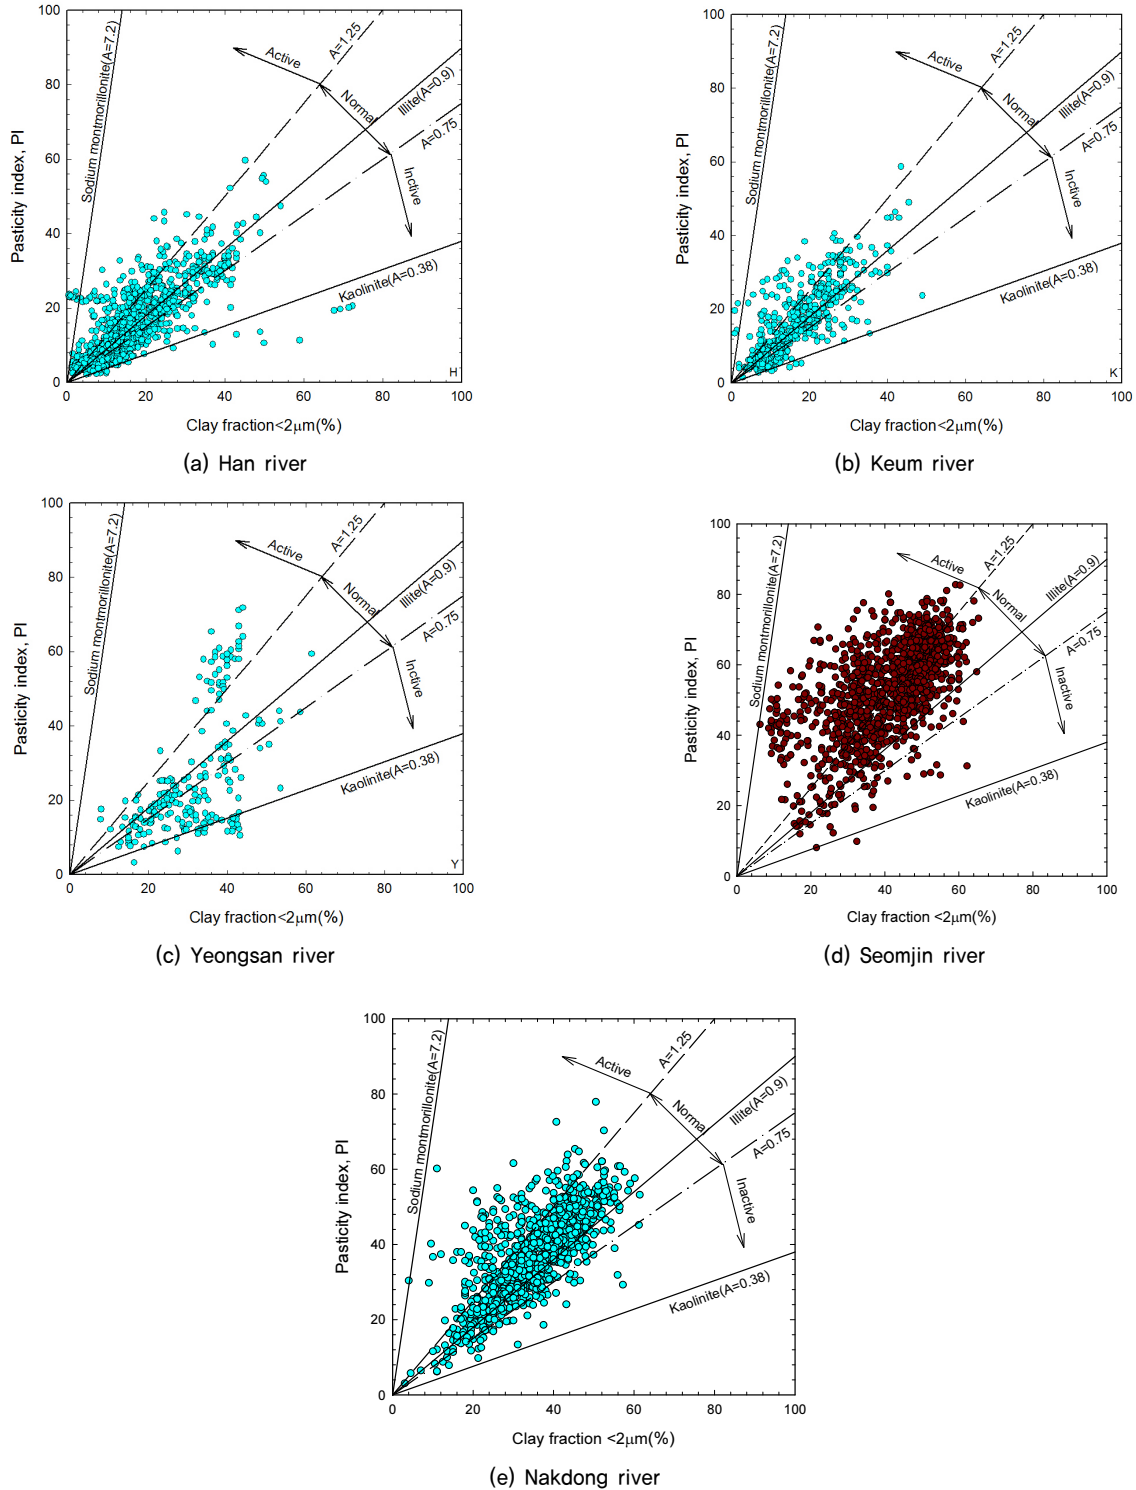 100
80
60
40
20
0
Pasticity index, PI
Sodium montmorillonite(A=7.2)
Active
A=1.25
Normal
Illite(A=0.9)
A=0.75
Inctive
Kaolinite(A=0.38)
H
0 20 40 60 80 100
Clay fraction<2μm(%)
(a) Han river
100
80
60
40
20
0
Pasticity index, PI
Sodium montmorillonite(A=7.2)
Active
A=1.25
Normal
Illite(A=0.9)
A=0.75
Inctive
Kaolinite(A=0.38)
K
0 20 40 60 80 100
Clay fraction<2μm(%)
(b) Keum river
100
80
60
40
20
0
Pasticity index, PI
Sodium montmorillonite(A=7.2)
Active
A=1.25
Normal
Illite(A=0.9)
A=0.75
Inctive
Kaolinite(A=0.38)
Y
0 20 40 60 80 100
Clay fraction<2μm(%)
(c) Yeongsan river
100
80
60
40
20
0
Pasticity index, PI
Sodium montmorillonite(A=7.2)
Active
A=1.25
Normal
Illite(A=0.9)
A=0.75
Inactive
Kaolinite(A=0.38)
0 20 40 60 80 100
Clay fraction <2μm(%)
(d) Seomjin river
100
80
60
40
20
0
Pasticity index, PI
Sodium montmorillonite(A=7.2)
Active
A=1.25
Normal
Illite(A=0.9)
A=0.75
Inactive
Kaolinite(A=0.38)
0 20 40 60 80 100
Clay fraction <2μm(%)
(e) Nakdong river